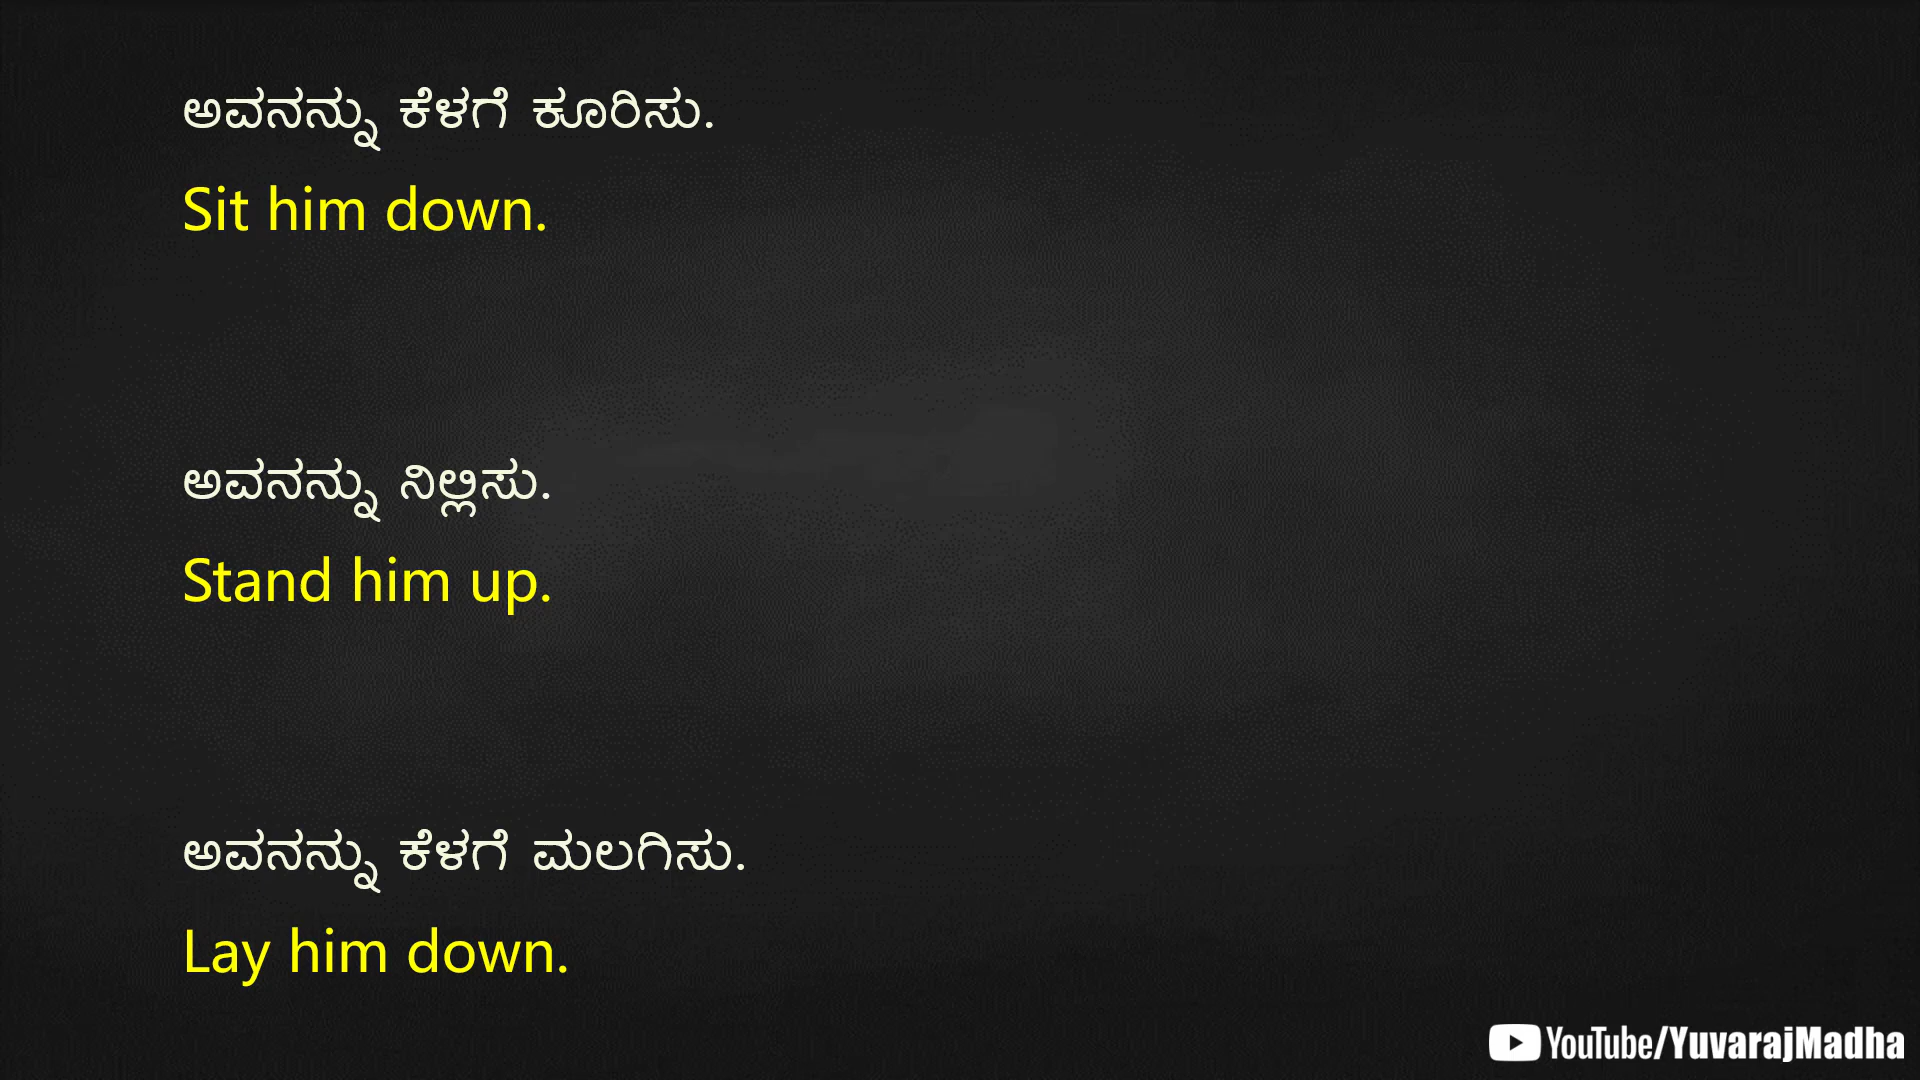 ಅವನನ್ನು ಕೆಳಗೆ ಕೂರಿಸು.
Sit him down.
ಅವನನ್ನು ನಿಲ್ಲಿಸು.
Stand him up.
ಅವನನ್ನು ಕೆಳಗೆ ಮಲಗಿಸು.
Lay him down.
YouTube/YuvarajMadha